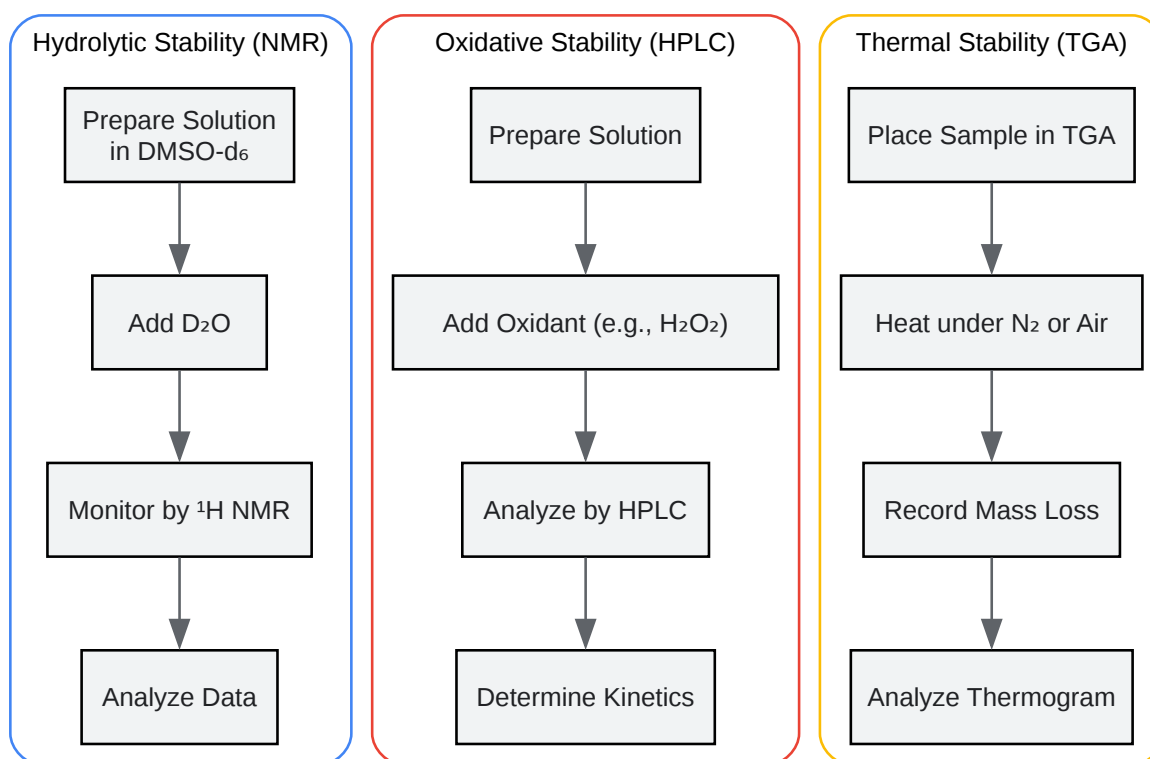 Hydrolytic Stability (NMR)
Prepare Solution
in DMSO-d₆
Add D₂O
Monitor by ¹H NMR
Analyze Data
Oxidative Stability (HPLC)
Prepare Solution
Add Oxidant (e.g., H₂O₂)
Analyze by HPLC
Determine Kinetics
Thermal Stability (TGA)
Place Sample in TGA
Heat under N₂ or Air
Record Mass Loss
Analyze Thermogram